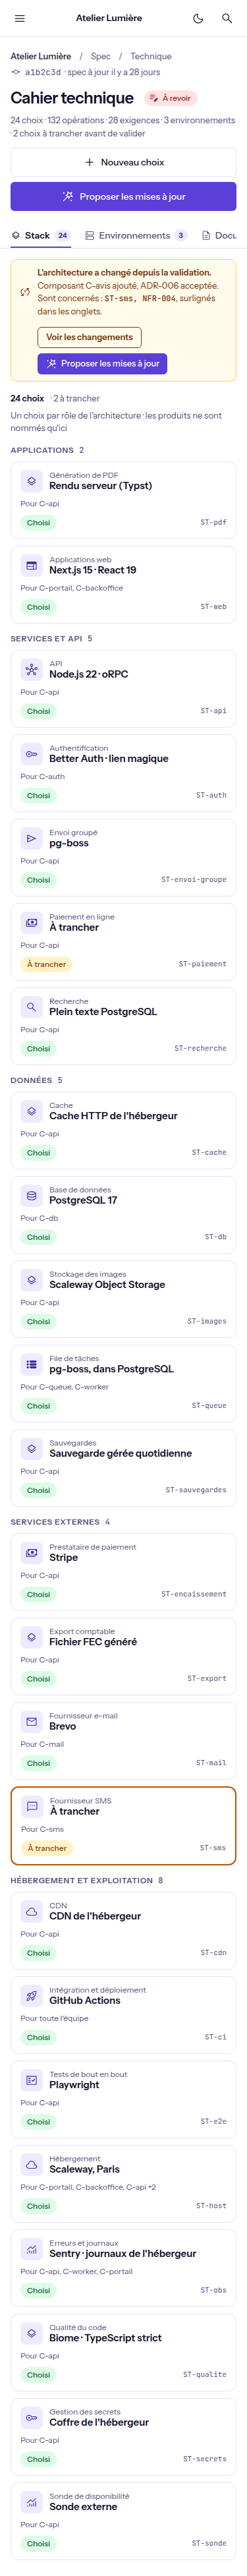 Atelier Lumière
Atelier Lumière / Spec / Technique
a1b2c3d · spec à jour il y a 28 jours
Cahier technique À revoir
24 choix · 132 opérations · 28 exigences · 3 environnements
· 2 choix à trancher avant de valider
Nouveau choix
Proposer les mises à jour
Stack 24 Environnements 3 Docu
L'architecture a changé depuis la validation.
Composant C-avis ajouté, ADR-006 acceptée.
Sont concernés : ST-sms, NFR-004, surlignés
dans les onglets.
Voir les changements
Proposer les mises à jour
24 choix · 2 à trancher
Un choix par rôle de l'architecture : les produits ne sont
nommés qu'ici
APPLICATIONS 2
Génération de PDF
Rendu serveur (Typst)
Pour C-api
Choisi ST-pdf
Applications web
Next.js 15 · React 19
Pour C-portail, C-backoffice
Choisi ST-web
SERVICES ET API 5
API
Node.js 22 · oRPC
Pour C-api
Choisi ST-api
Authentification
Better Auth · lien magique
Pour C-auth
Choisi ST-auth
Envoi groupé
pg-boss
Pour C-api
Choisi ST-envoi-groupe
Paiement en ligne
À trancher
Pour C-api
À trancher ST-paiement
Recherche
Plein texte PostgreSQL
Pour C-api
Choisi ST-recherche
DONNÉES 5
Cache
Cache HTTP de l'hébergeur
Pour C-api
Choisi ST-cache
Base de données
PostgreSQL 17
Pour C-db
Choisi ST-db
Stockage des images
Scaleway Object Storage
Pour C-api
Choisi ST-images
File de tâches
pg-boss, dans PostgreSQL
Pour C-queue, C-worker
Choisi ST-queue
Sauvegardes
Sauvegarde gérée quotidienne
Pour C-api
Choisi ST-sauvegardes
SERVICES EXTERNES 4
Prestataire de paiement
Stripe
Pour C-api
Choisi ST-encaissement
Export comptable
Fichier FEC généré
Pour C-api
Choisi ST-export
Fournisseur e-mail
Brevo
Pour C-mail
Choisi ST-mail
Fournisseur SMS
À trancher
Pour C-sms
À trancher ST-sms
HÉBERGEMENT ET EXPLOITATION 8
CDN
CDN de l'hébergeur
Pour C-api
Choisi ST-cdn
Intégration et déploiement
GitHub Actions
Pour toute l'équipe
Choisi ST-ci
Tests de bout en bout
Playwright
Pour C-api
Choisi ST-e2e
Hébergement
Scaleway, Paris
Pour C-portail, C-backoffice, C-api +2
Choisi ST-host
Erreurs et journaux
Sentry · journaux de l'hébergeur
Pour C-api, C-worker, C-portail
Choisi ST-obs
Qualité du code
Biome · TypeScript strict
Pour C-api
Choisi ST-qualite
Gestion des secrets
Coffre de l'hébergeur
Pour C-api
Choisi ST-secrets
Sonde de disponibilité
Sonde externe
Pour C-api
Choisi ST-sonde